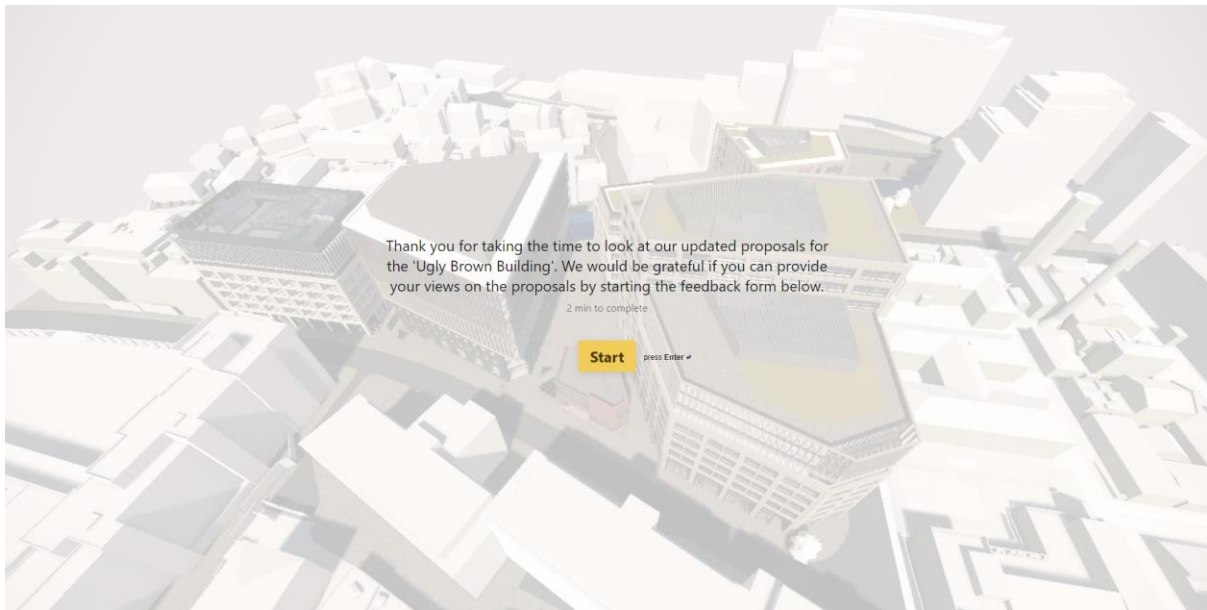 Thank you for taking the time to look at our updated proposals for
the 'Ugly Brown Building'. We would be grateful if you can provide
your views on the proposals by starting the feedback form below.
2 min to complete
Start press Enter ↵